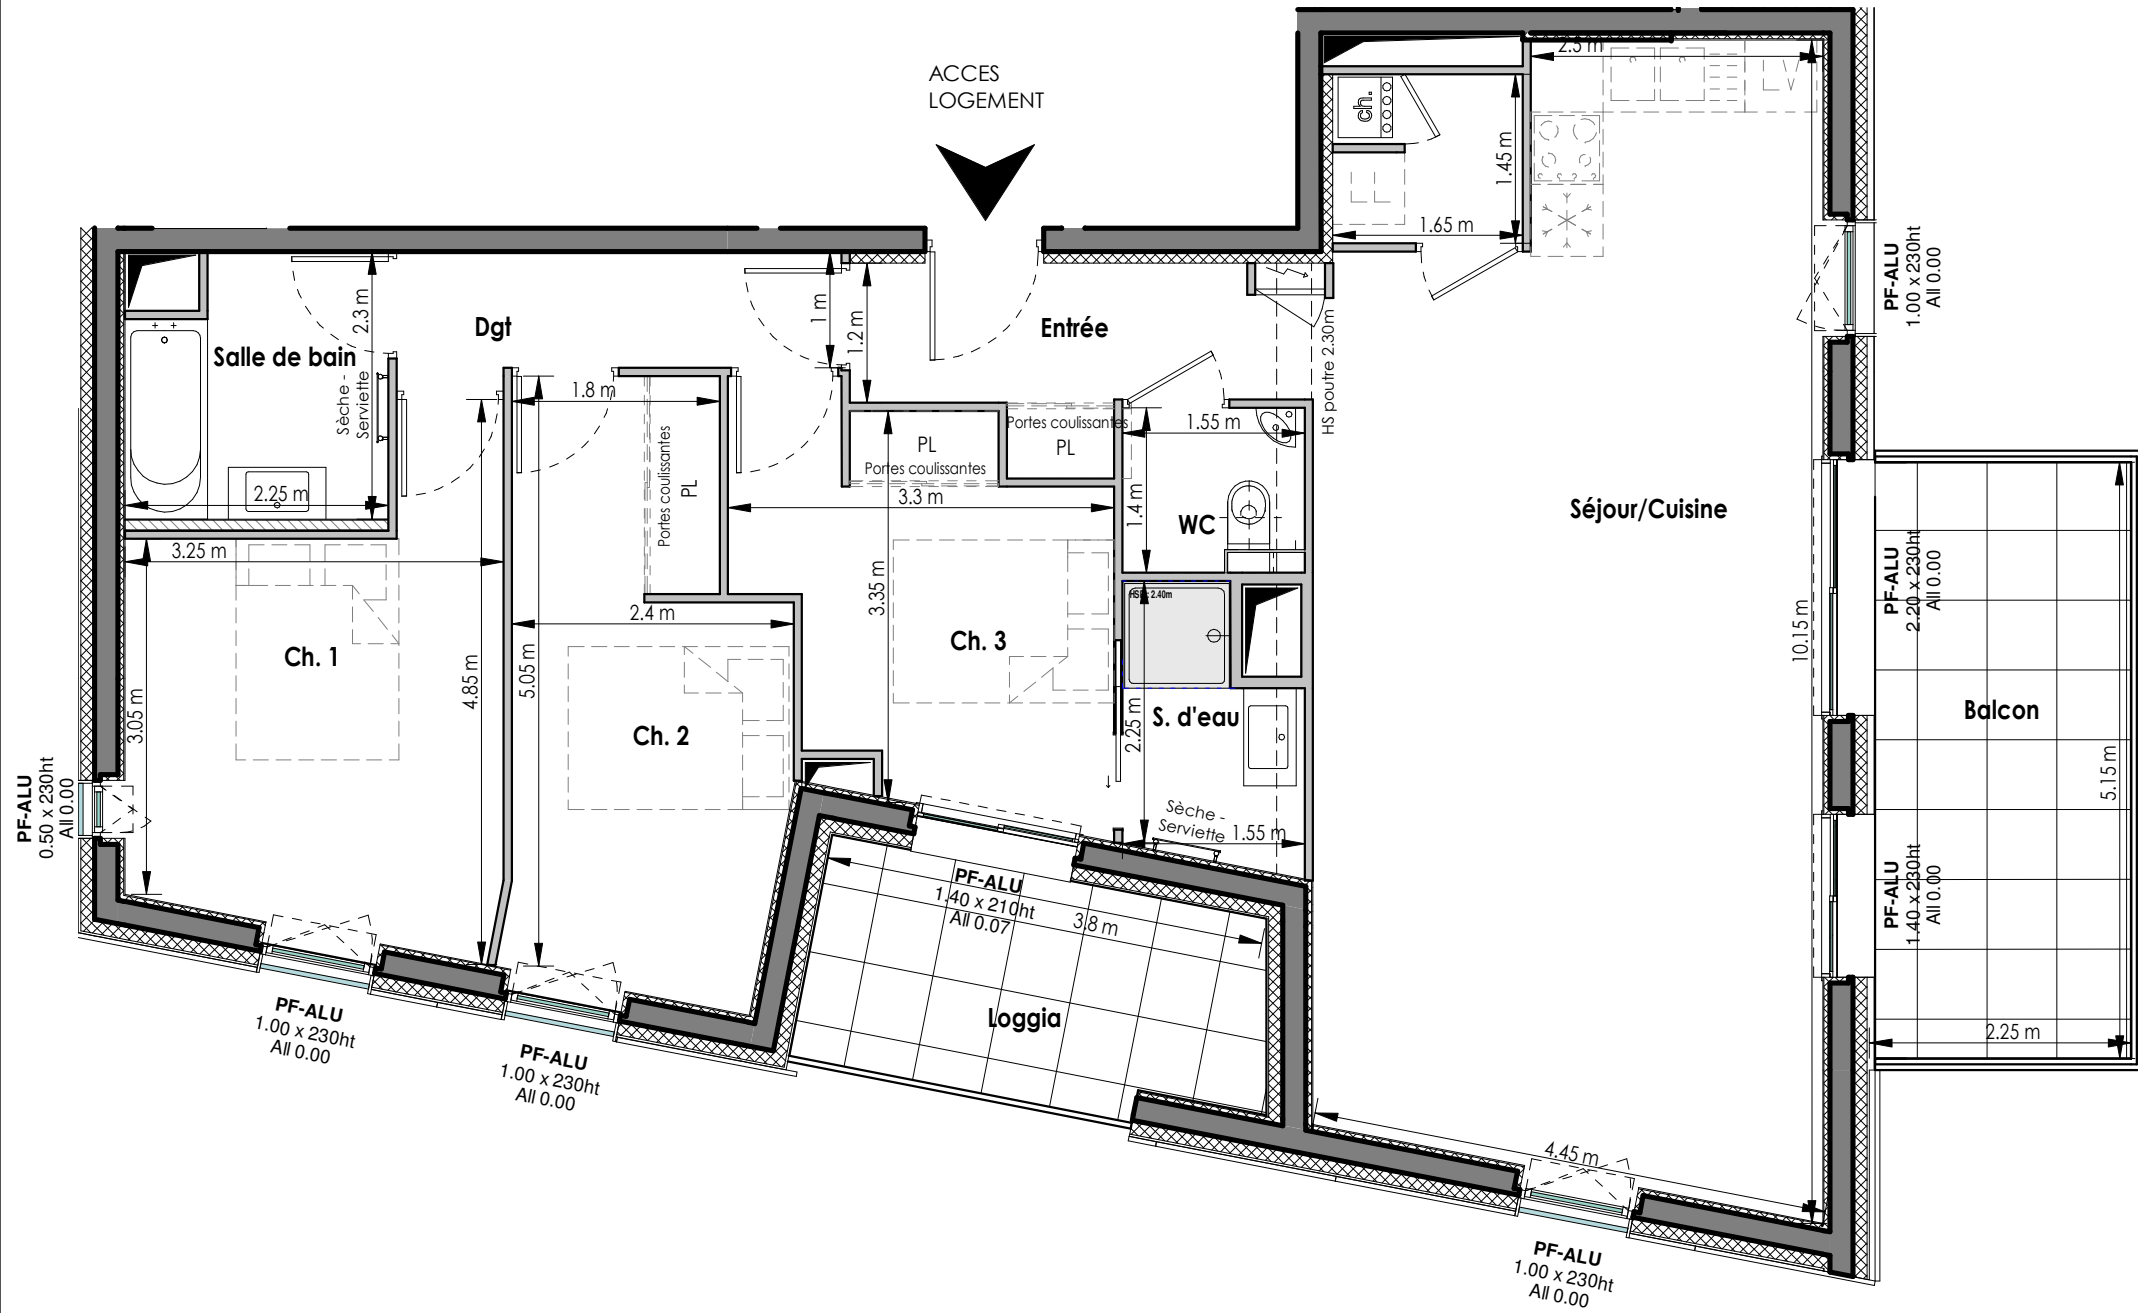 ACCES
LOGEMENT
2.5 m
ch.
LV
1.45 m
LL
1.65 m
PF-ALU
1.00 x 230ht
All 0.00
2.3 m
Dgt
1 m
1.2 m
Entrée
HS poutre 2.30m
Salle de bain
Sèche -
Serviette
1.8 m
Portes coulissantes
PL
PL
Portes coulissantes
Portes coulissantes
PL
1.55 m
2.25 m
3.3 m
1.4 m
WC
Séjour/Cuisine
3.25 m
3.35 m
PF-ALU
2.20 x 230ht
All 0.00
2.4 m
2.40m
Ch. 1
Ch. 3
10.15 m
4.85 m
5.05 m
3.05 m
Ch. 2
2.25 m
S. d'eau
Balcon
5.15 m
PF-ALU
0.50 x 230ht
All 0.00
Sèche -
Serviette
1.55 m
PF-ALU
1.40 x 210ht
All 0.07
3.8 m
PF-ALU
1.40 x 230ht
All 0.00
Loggia
2.25 m
PF-ALU
1.00 x 230ht
All 0.00
PF-ALU
1.00 x 230ht
All 0.00
4.45 m
PF-ALU
1.00 x 230ht
All 0.00